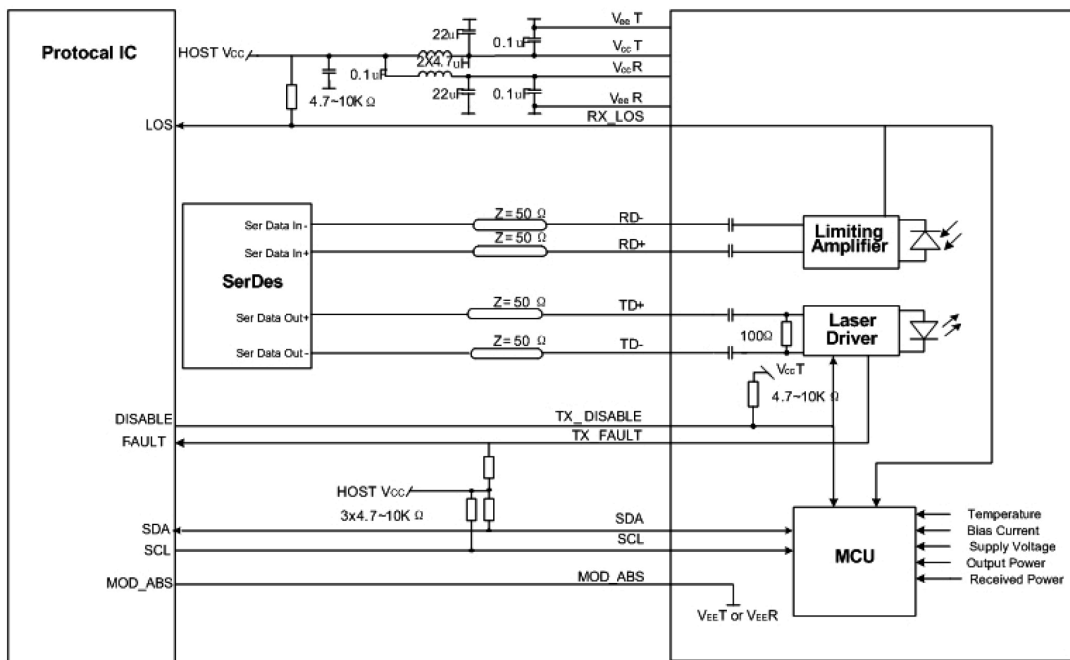 Protocal IC
HOST Vcc
22uF
0.1uF
VeeT
VccT
2X4.7uH
0.1uF
VccR
4.7~10K Ω
22uF
0.1uF
VeeR
LOS
RX_LOS
Z= 50 Ω
RD-
Ser Data In -
Z= 50 Ω
RD+
Ser Data In+
Limiting
Amplifier
SerDes
Z= 50 Ω
TD+
Ser Data Out+
100Ω
Laser
Driver
Z= 50 Ω
TD-
Ser Data Out -
VccT
4.7~10K Ω
DISABLE
TX_DISABLE
FAULT
TX_FAULT
HOST Vcc
3x4.7~10K Ω
SDA
SDA
SCL
SCL
MCU
Temperature
Bias Current
Supply Voltage
Output Power
Received Power
MOD_ABS
MOD_ABS
VEET or VEER